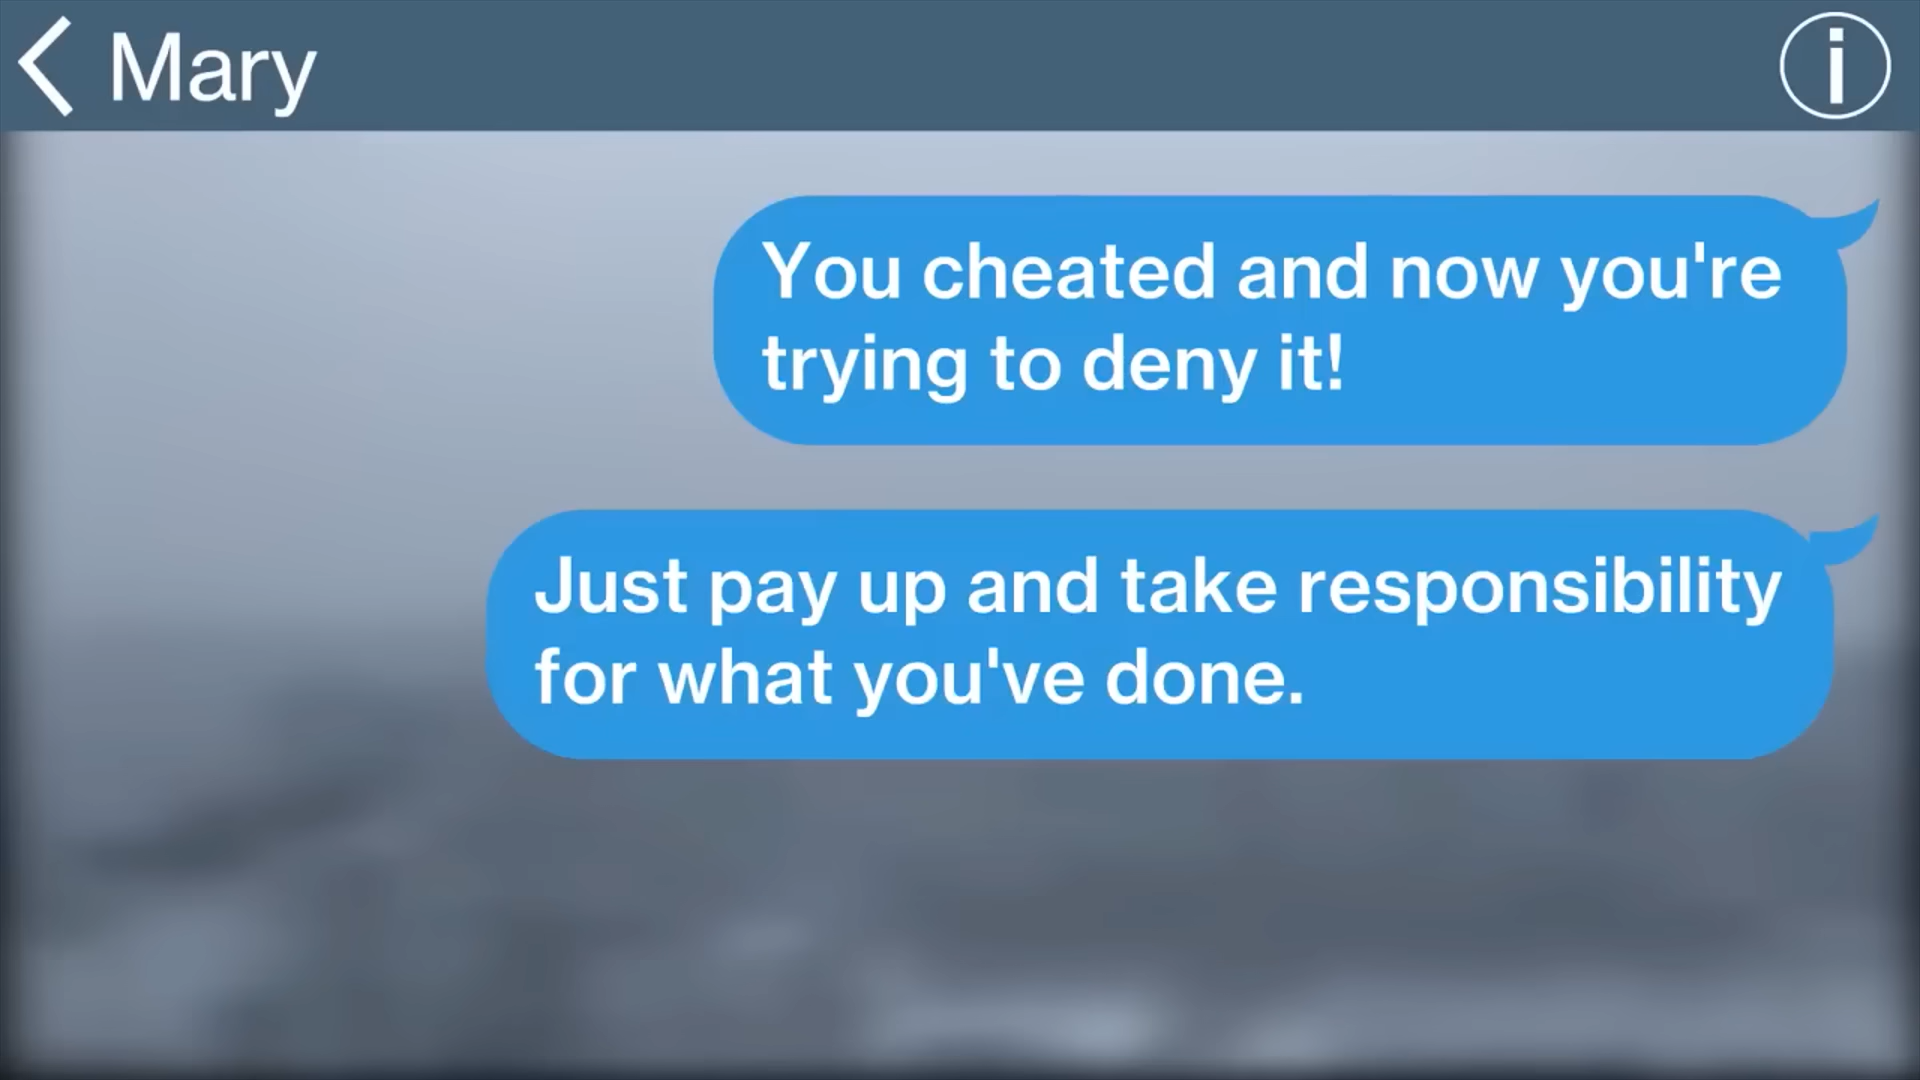 Mary
You cheated and now you're
trying to deny it!
Just pay up and take responsibility
for what you've done.